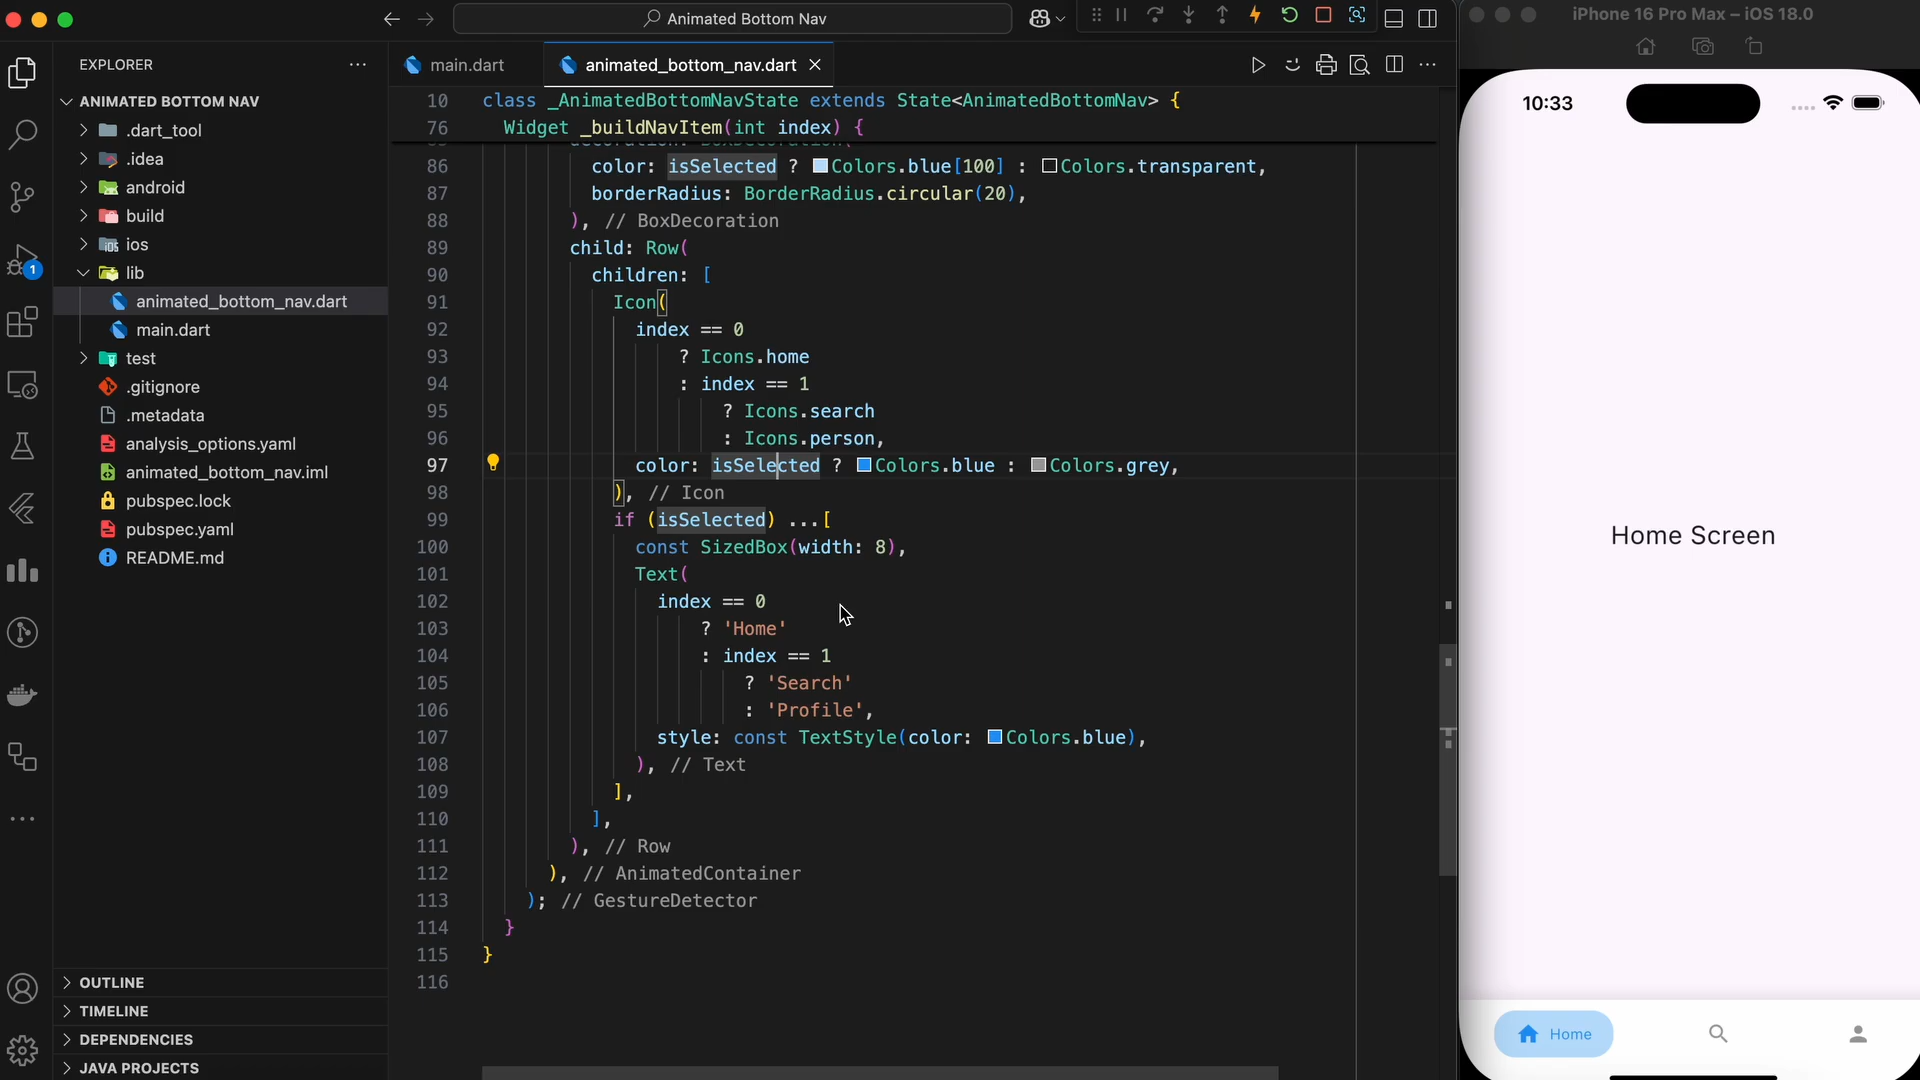 Animated Bottom Nav
iPhone 16 Pro Max – iOS 18.0
EXPLORER
ANIMATED BOTTOM NAV
.dart_tool
.idea
android
build
ios
lib
animated_bottom_nav.dart
main.dart
test
.gitignore
.metadata
analysis_options.yaml
animated_bottom_nav.iml
pubspec.lock
pubspec.yaml
README.md
OUTLINE
TIMELINE
DEPENDENCIES
JAVA PROJECTS
1
main.dart
animated_bottom_nav.dart
10 class _AnimatedBottomNavState extends State<AnimatedBottomNav> {
76 Widget _buildNavItem(int index) {
86 color: isSelected ? Colors.blue[100] : Colors.transparent,
87 borderRadius: BorderRadius.circular(20),
88 ), // BoxDecoration
89 child: Row(
90 children: [
91 Icon(
92 index == 0
93 ? Icons.home
94 : index == 1
95 ? Icons.search
96 : Icons.person,
97 color: isSelected ? Colors.blue : Colors.grey,
98 ), // Icon
99 if (isSelected) ...[
100 const SizedBox(width: 8),
101 Text(
102 index == 0
103 ? 'Home'
104 : index == 1
105 ? 'Search'
106 : 'Profile',
107 style: const TextStyle(color: Colors.blue),
108 ), // Text
109 ],
110 ],
111 ), // Row
112 ), // AnimatedContainer
113 ); // GestureDetector
114 }
115 }
116
10:33
Home Screen
Home